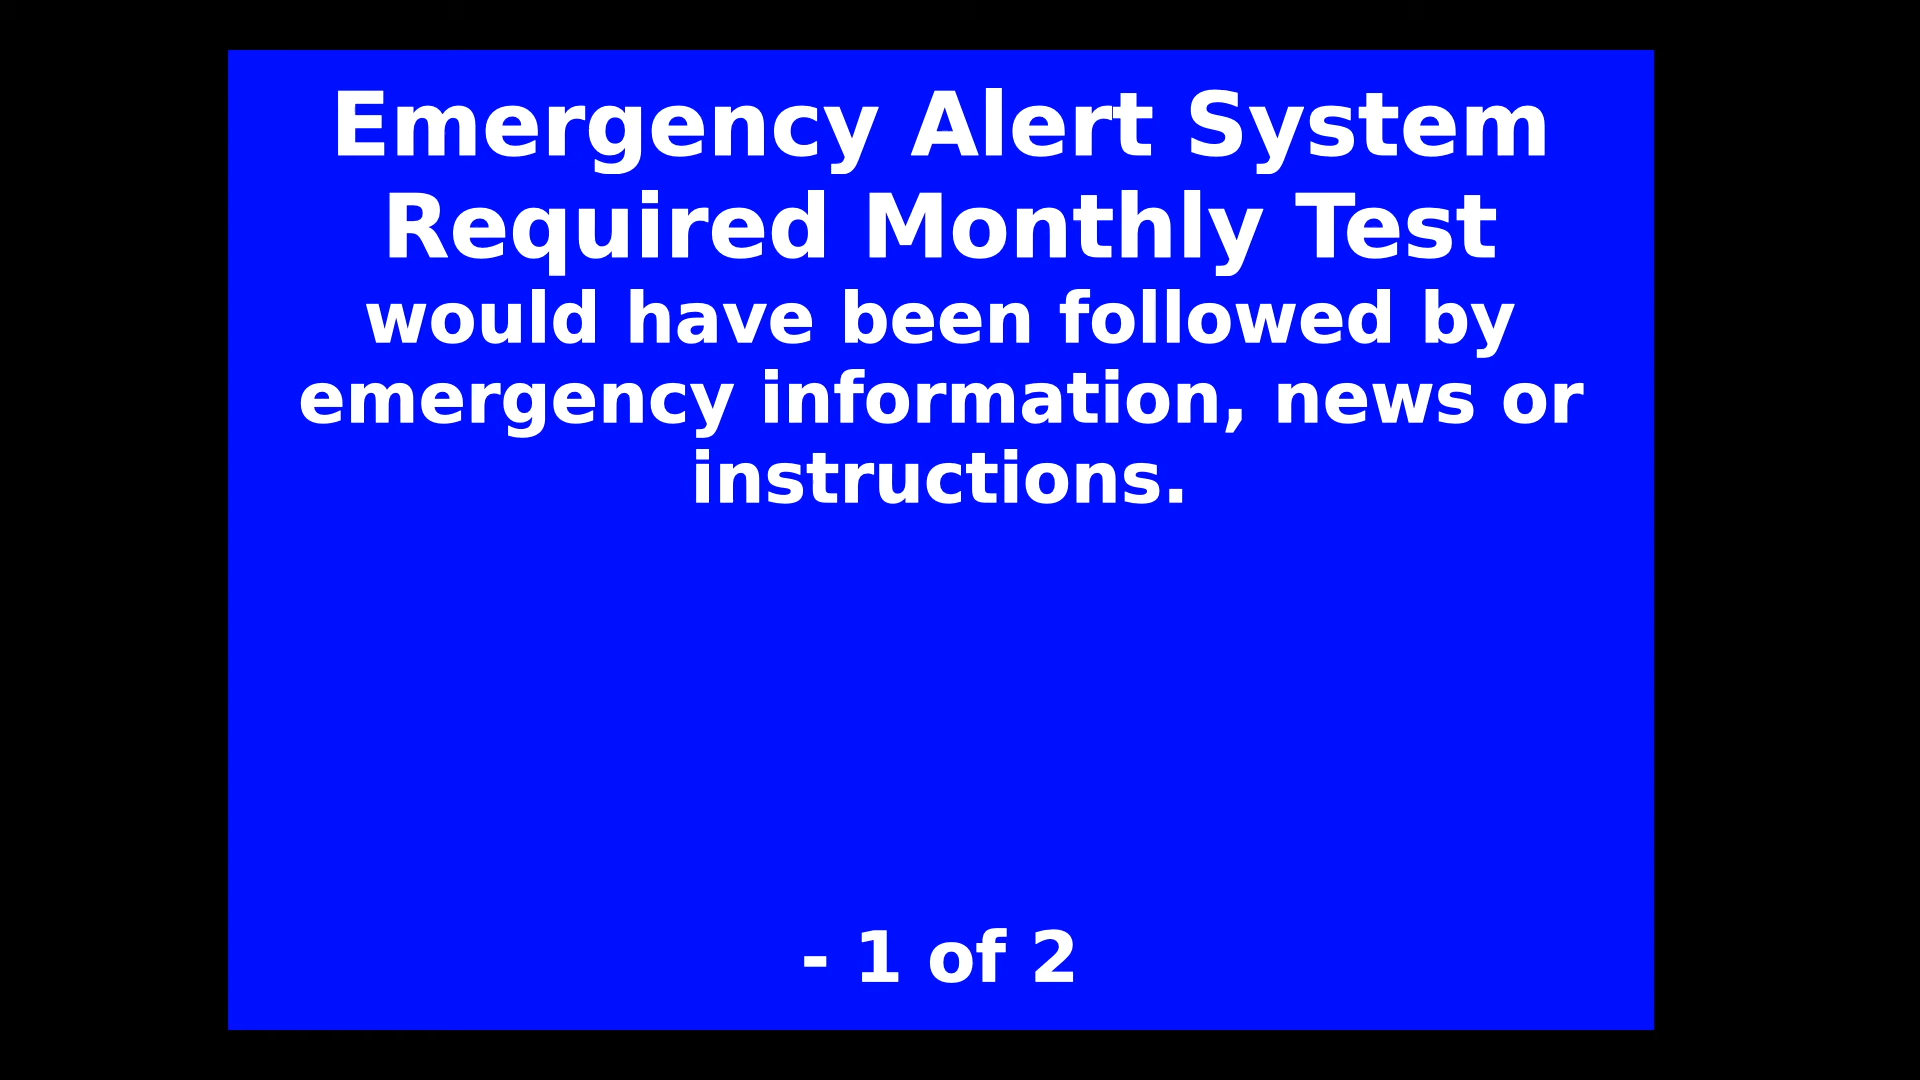 Emergency Alert System
Required Monthly Test
would have been followed by
emergency information, news or
instructions.
- 1 of 2